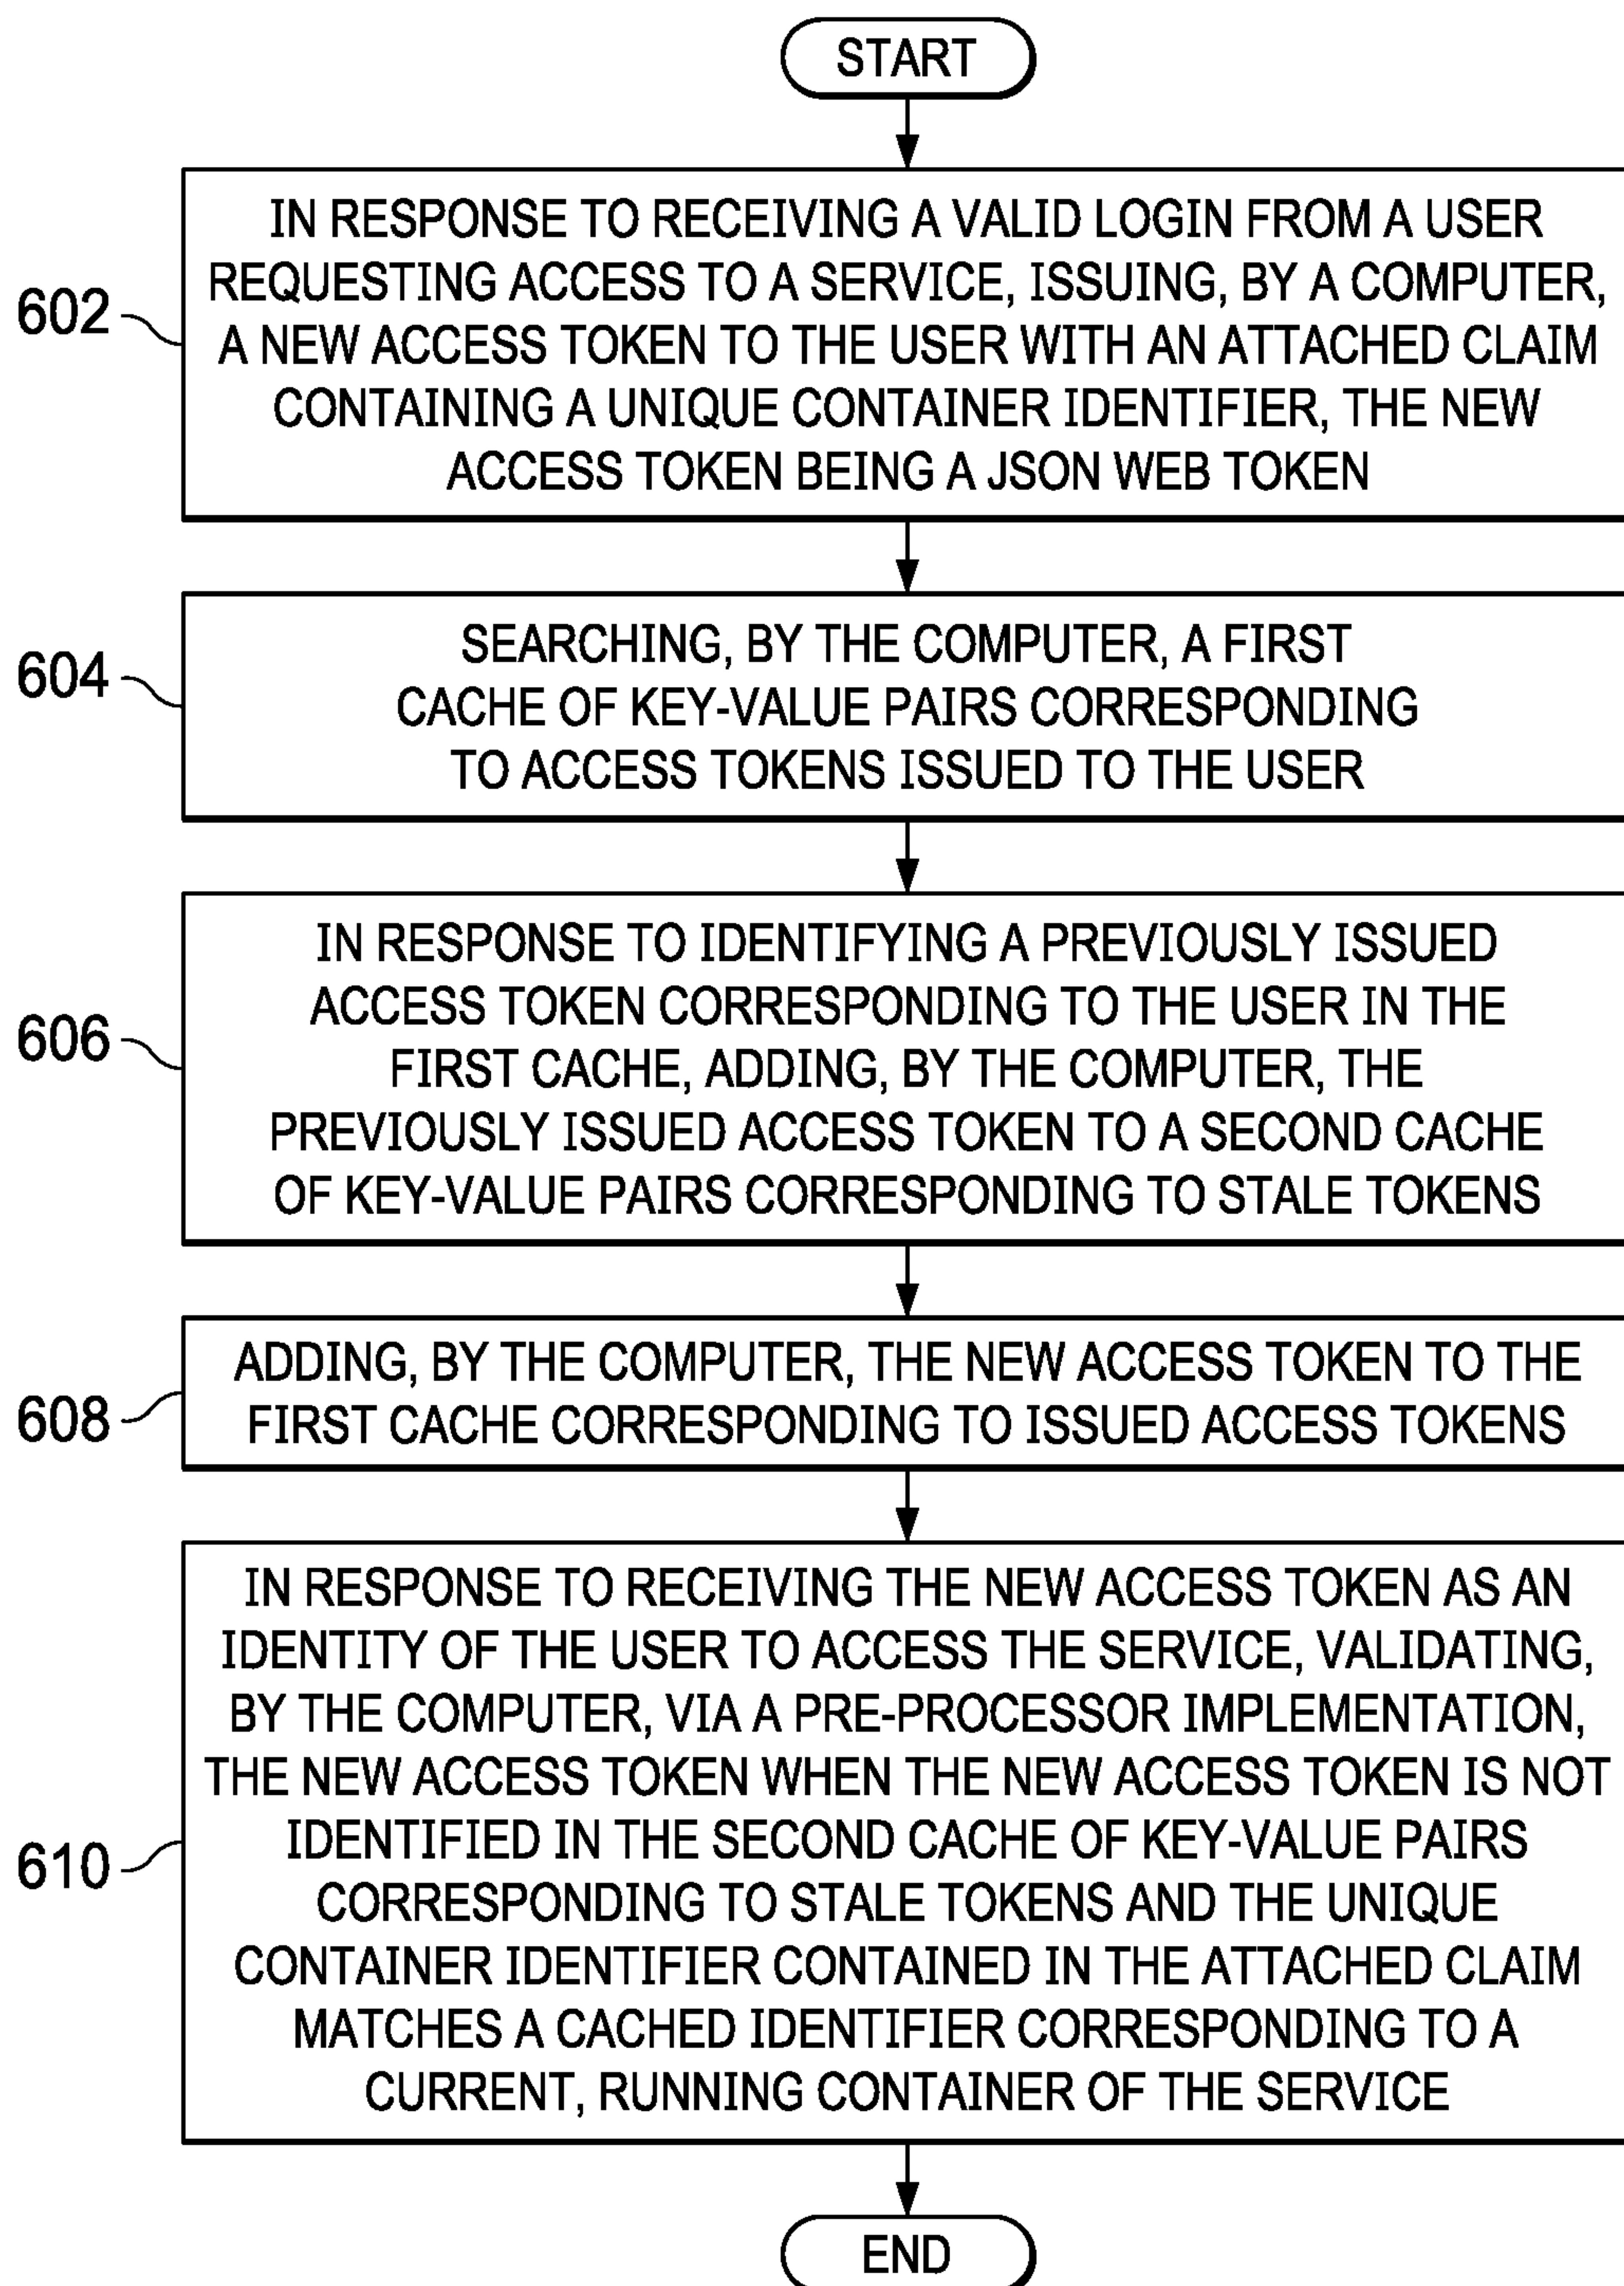 START
IN RESPONSE TO RECEIVING A VALID LOGIN FROM A USER
REQUESTING ACCESS TO A SERVICE, ISSUING, BY A COMPUTER,
A NEW ACCESS TOKEN TO THE USER WITH AN ATTACHED CLAIM
CONTAINING A UNIQUE CONTAINER IDENTIFIER, THE NEW
ACCESS TOKEN BEING A JSON WEB TOKEN
602
SEARCHING, BY THE COMPUTER, A FIRST
CACHE OF KEY-VALUE PAIRS CORRESPONDING
TO ACCESS TOKENS ISSUED TO THE USER
604
IN RESPONSE TO IDENTIFYING A PREVIOUSLY ISSUED
ACCESS TOKEN CORRESPONDING TO THE USER IN THE
FIRST CACHE, ADDING, BY THE COMPUTER, THE
PREVIOUSLY ISSUED ACCESS TOKEN TO A SECOND CACHE
OF KEY-VALUE PAIRS CORRESPONDING TO STALE TOKENS
606
ADDING, BY THE COMPUTER, THE NEW ACCESS TOKEN TO THE
FIRST CACHE CORRESPONDING TO ISSUED ACCESS TOKENS
608
IN RESPONSE TO RECEIVING THE NEW ACCESS TOKEN AS AN
IDENTITY OF THE USER TO ACCESS THE SERVICE, VALIDATING,
BY THE COMPUTER, VIA A PRE-PROCESSOR IMPLEMENTATION,
THE NEW ACCESS TOKEN WHEN THE NEW ACCESS TOKEN IS NOT
IDENTIFIED IN THE SECOND CACHE OF KEY-VALUE PAIRS
CORRESPONDING TO STALE TOKENS AND THE UNIQUE
CONTAINER IDENTIFIER CONTAINED IN THE ATTACHED CLAIM
MATCHES A CACHED IDENTIFIER CORRESPONDING TO A
CURRENT, RUNNING CONTAINER OF THE SERVICE
610
END